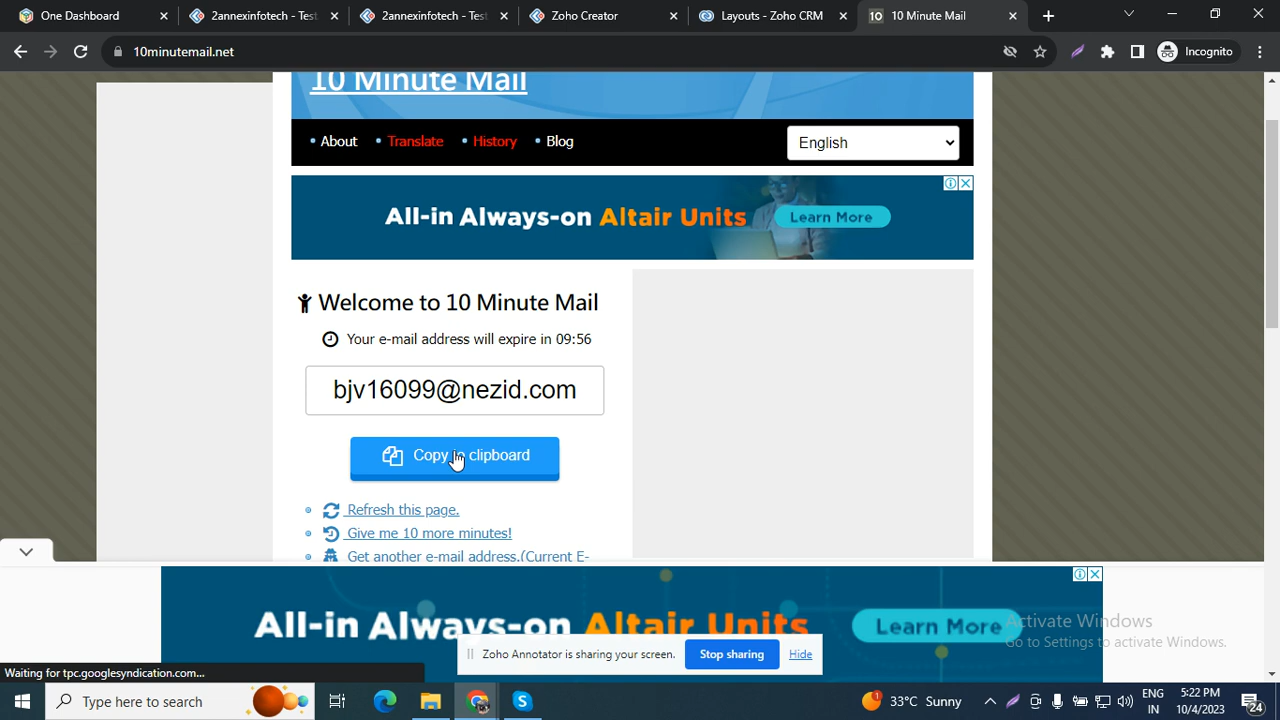 One Dashboard
2annexinfotech - Test
2annexinfotech - Test
Zoho Creator
Layouts - Zoho CRM
10
10 Minute Mail
10minutemail.net
Incognito
10 Minute Mail
About
Translate
History
Blog
English
All-in Always-on Altair Units
Learn More
Welcome to 10 Minute Mail
Your e-mail address will expire in 09:56
bjv16099@nezid.com
Copy to clipboard
Refresh this page.
Give me 10 more minutes!
Get another e-mail address.(Current E-
All-in Always-on Altair Units
Learn More
Activate Windows
Go to Settings to activate Windows.
Zoho Annotator is sharing your screen.
Stop sharing
Hide
Waiting for tpc.googlesyndication.com...
Type here to search
1
33°C Sunny
ENG
IN
5:22 PM
10/4/2023
24